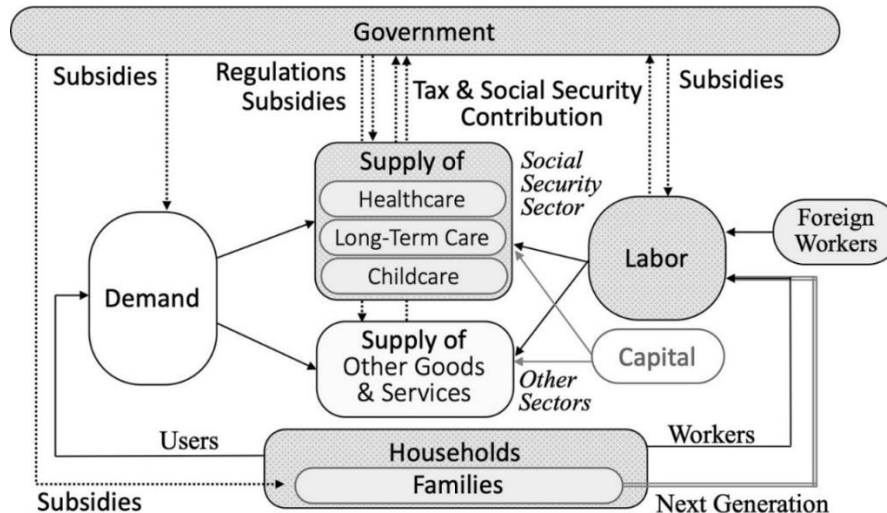 Government
Subsidies
Regulations
Subsidies
Tax & Social Security
Contribution
Subsidies
Supply of
Healthcare
Long-Term Care
Childcare
Social
Security
Sector
Demand
Labor
Foreign
Workers
Supply of
Other Goods
& Services
Capital
Other
Sectors
Users
Households
Families
Workers
Subsidies
Next Generation